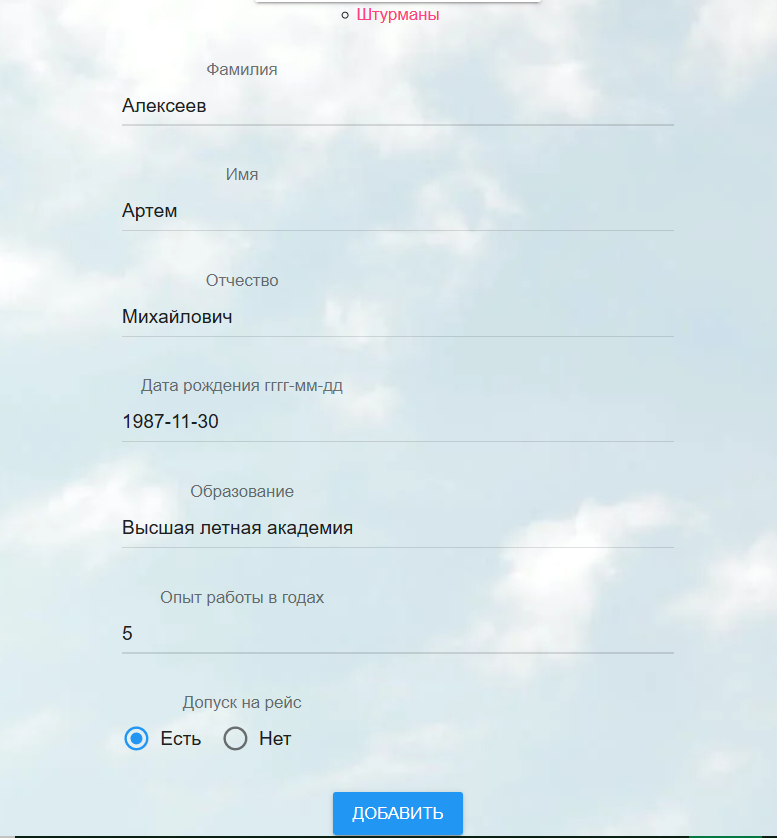 Штурманы
Фамилия
Алексеев
Имя
Артем
Отчество
Михайлович
Дата рождения гггг-мм-дд
1987-11-30
Образование
Высшая летная академия
Опыт работы в годах
5
Допуск на рейс
Есть Нет
ДОБАВИТЬ